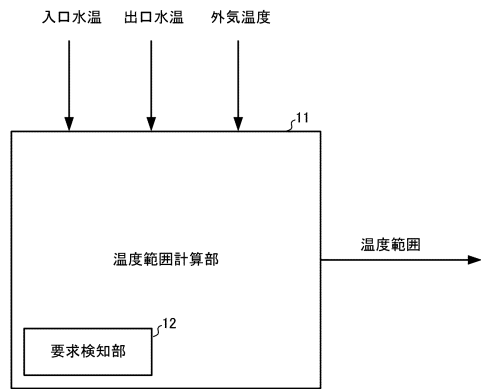 入口水温 出口水温 外気温度
11
温度範囲
温度範囲計算部
12
要求検知部